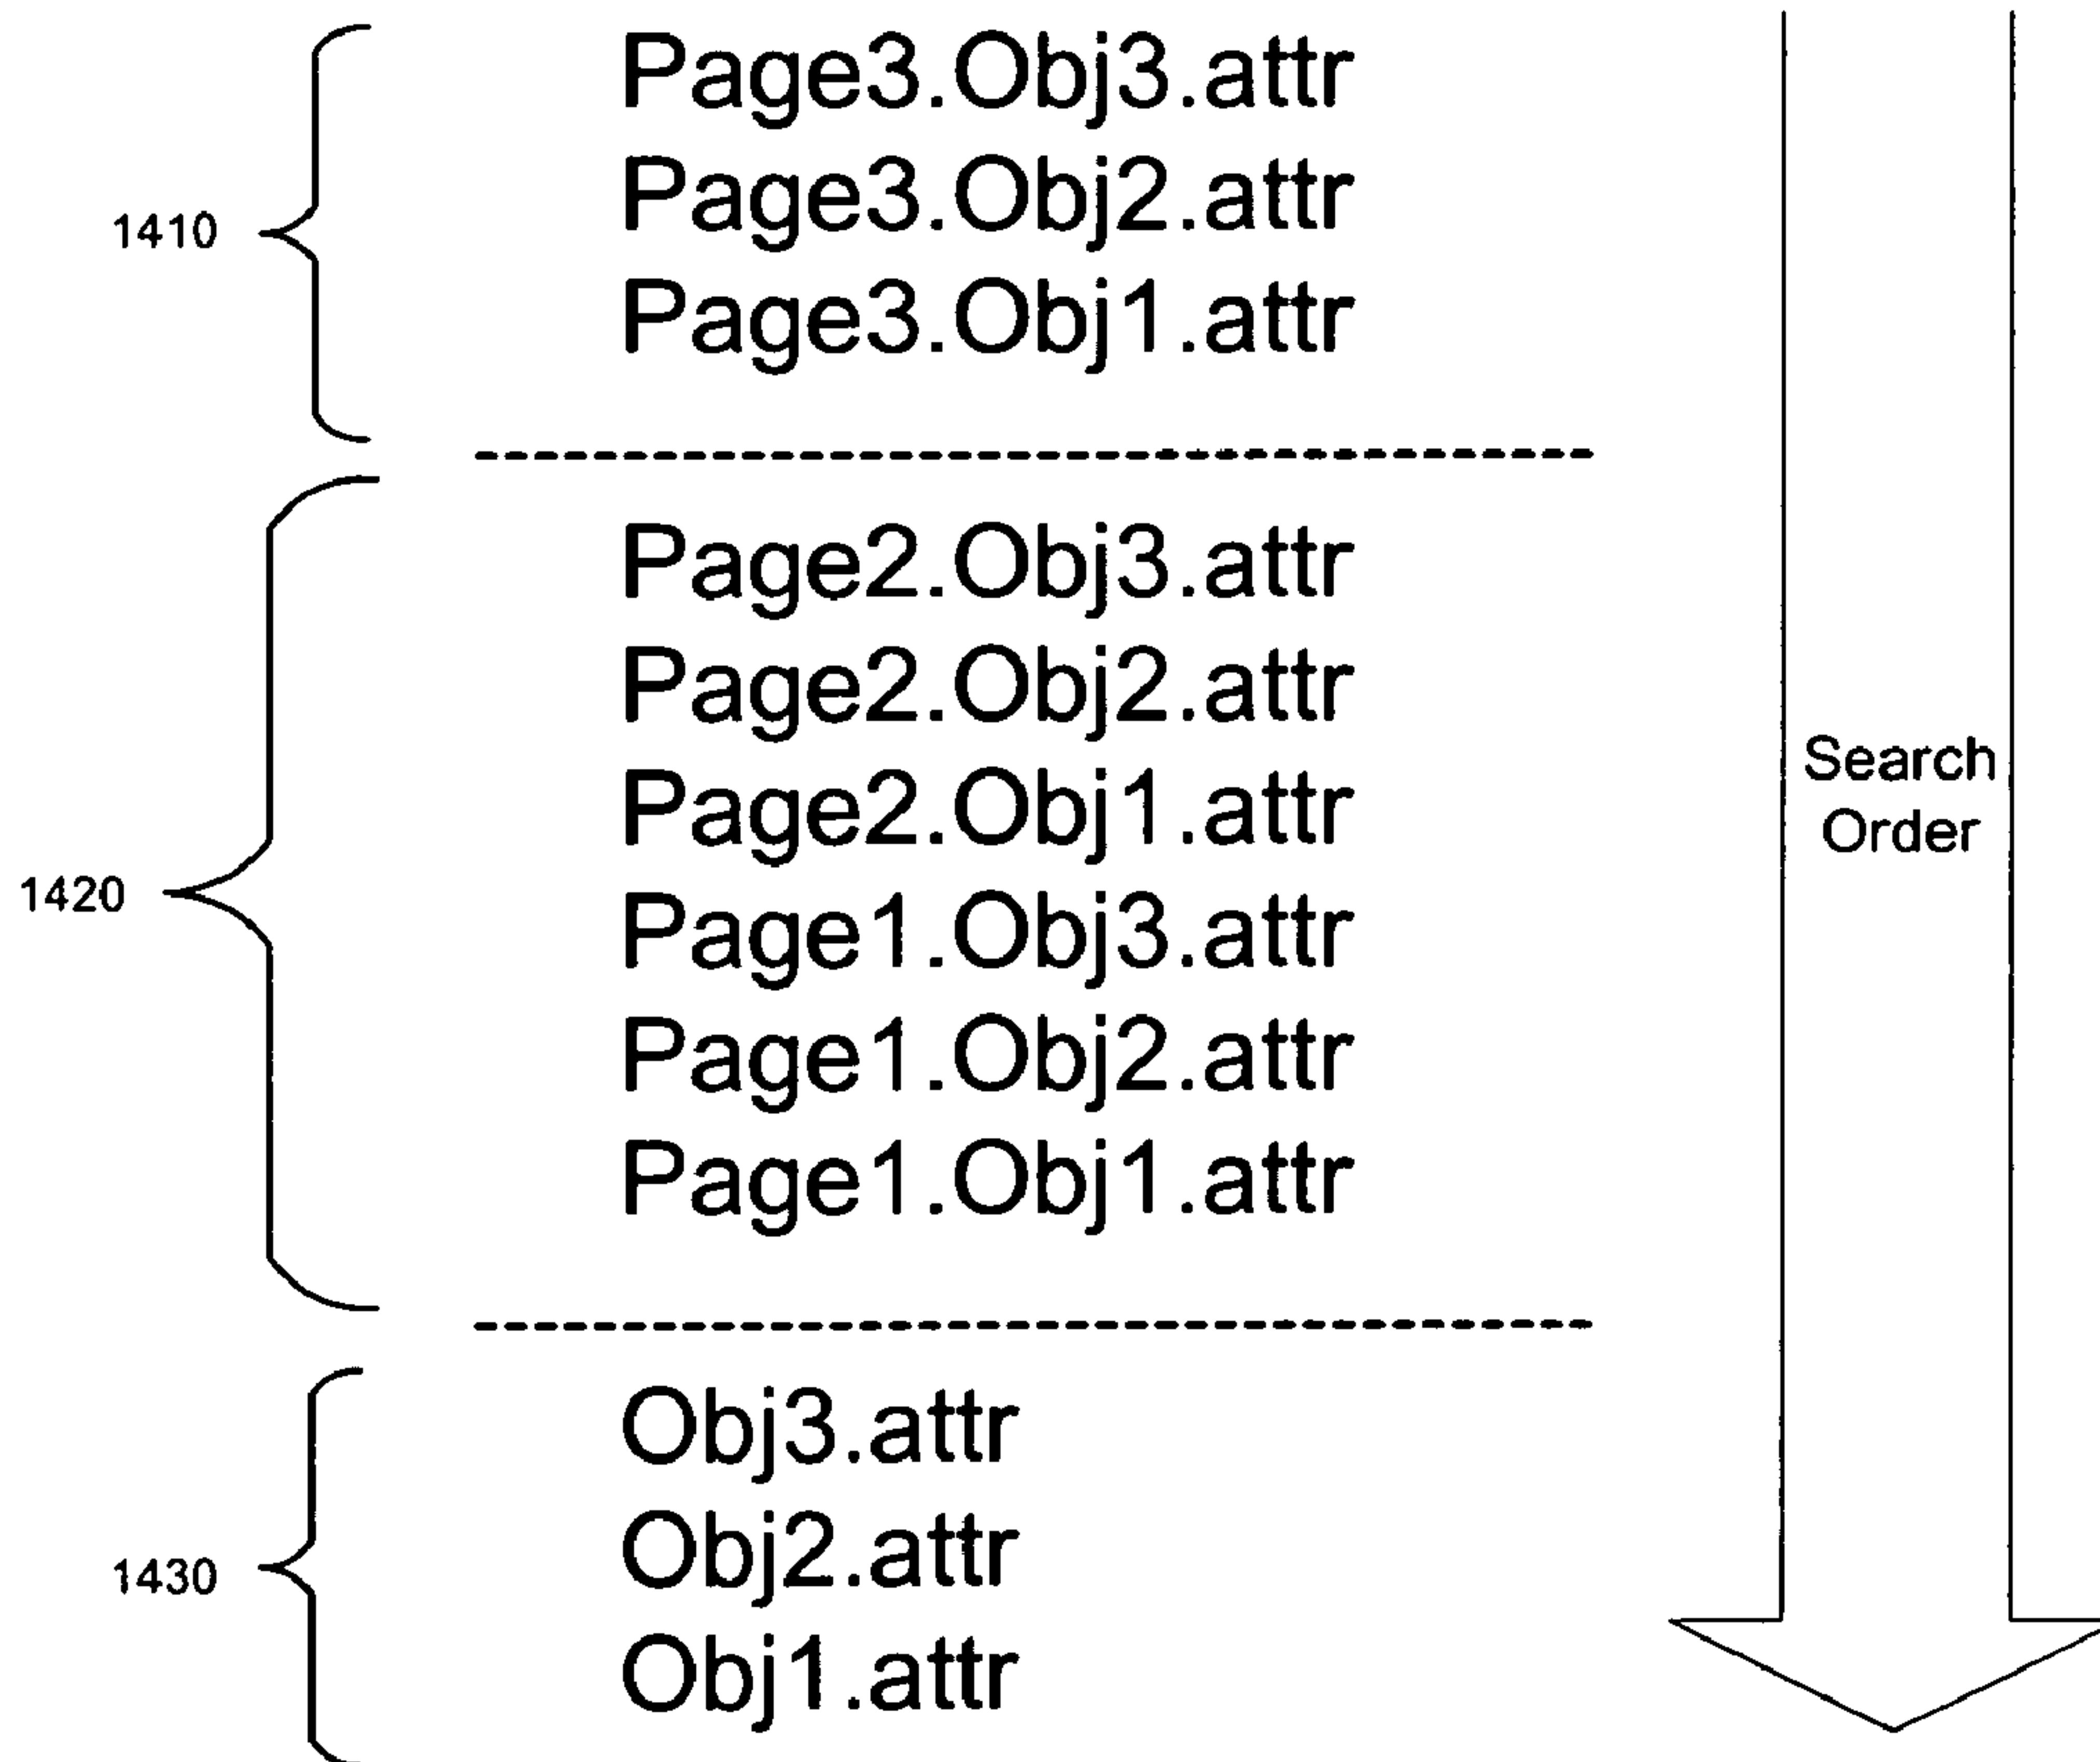 Page3.Obj3.attr
Page3.Obj2.attr
1410
Page3.Obj1.attr
Page2.Obj3.attr
Page2.Obj2.attr
Page2.Obj1.attr
1420
Page1.Obj3.attr
Page1.Obj2.attr
Page1.Obj1.attr
Search
Order
Obj3.attr
Obj2.attr
1430
Obj1.attr